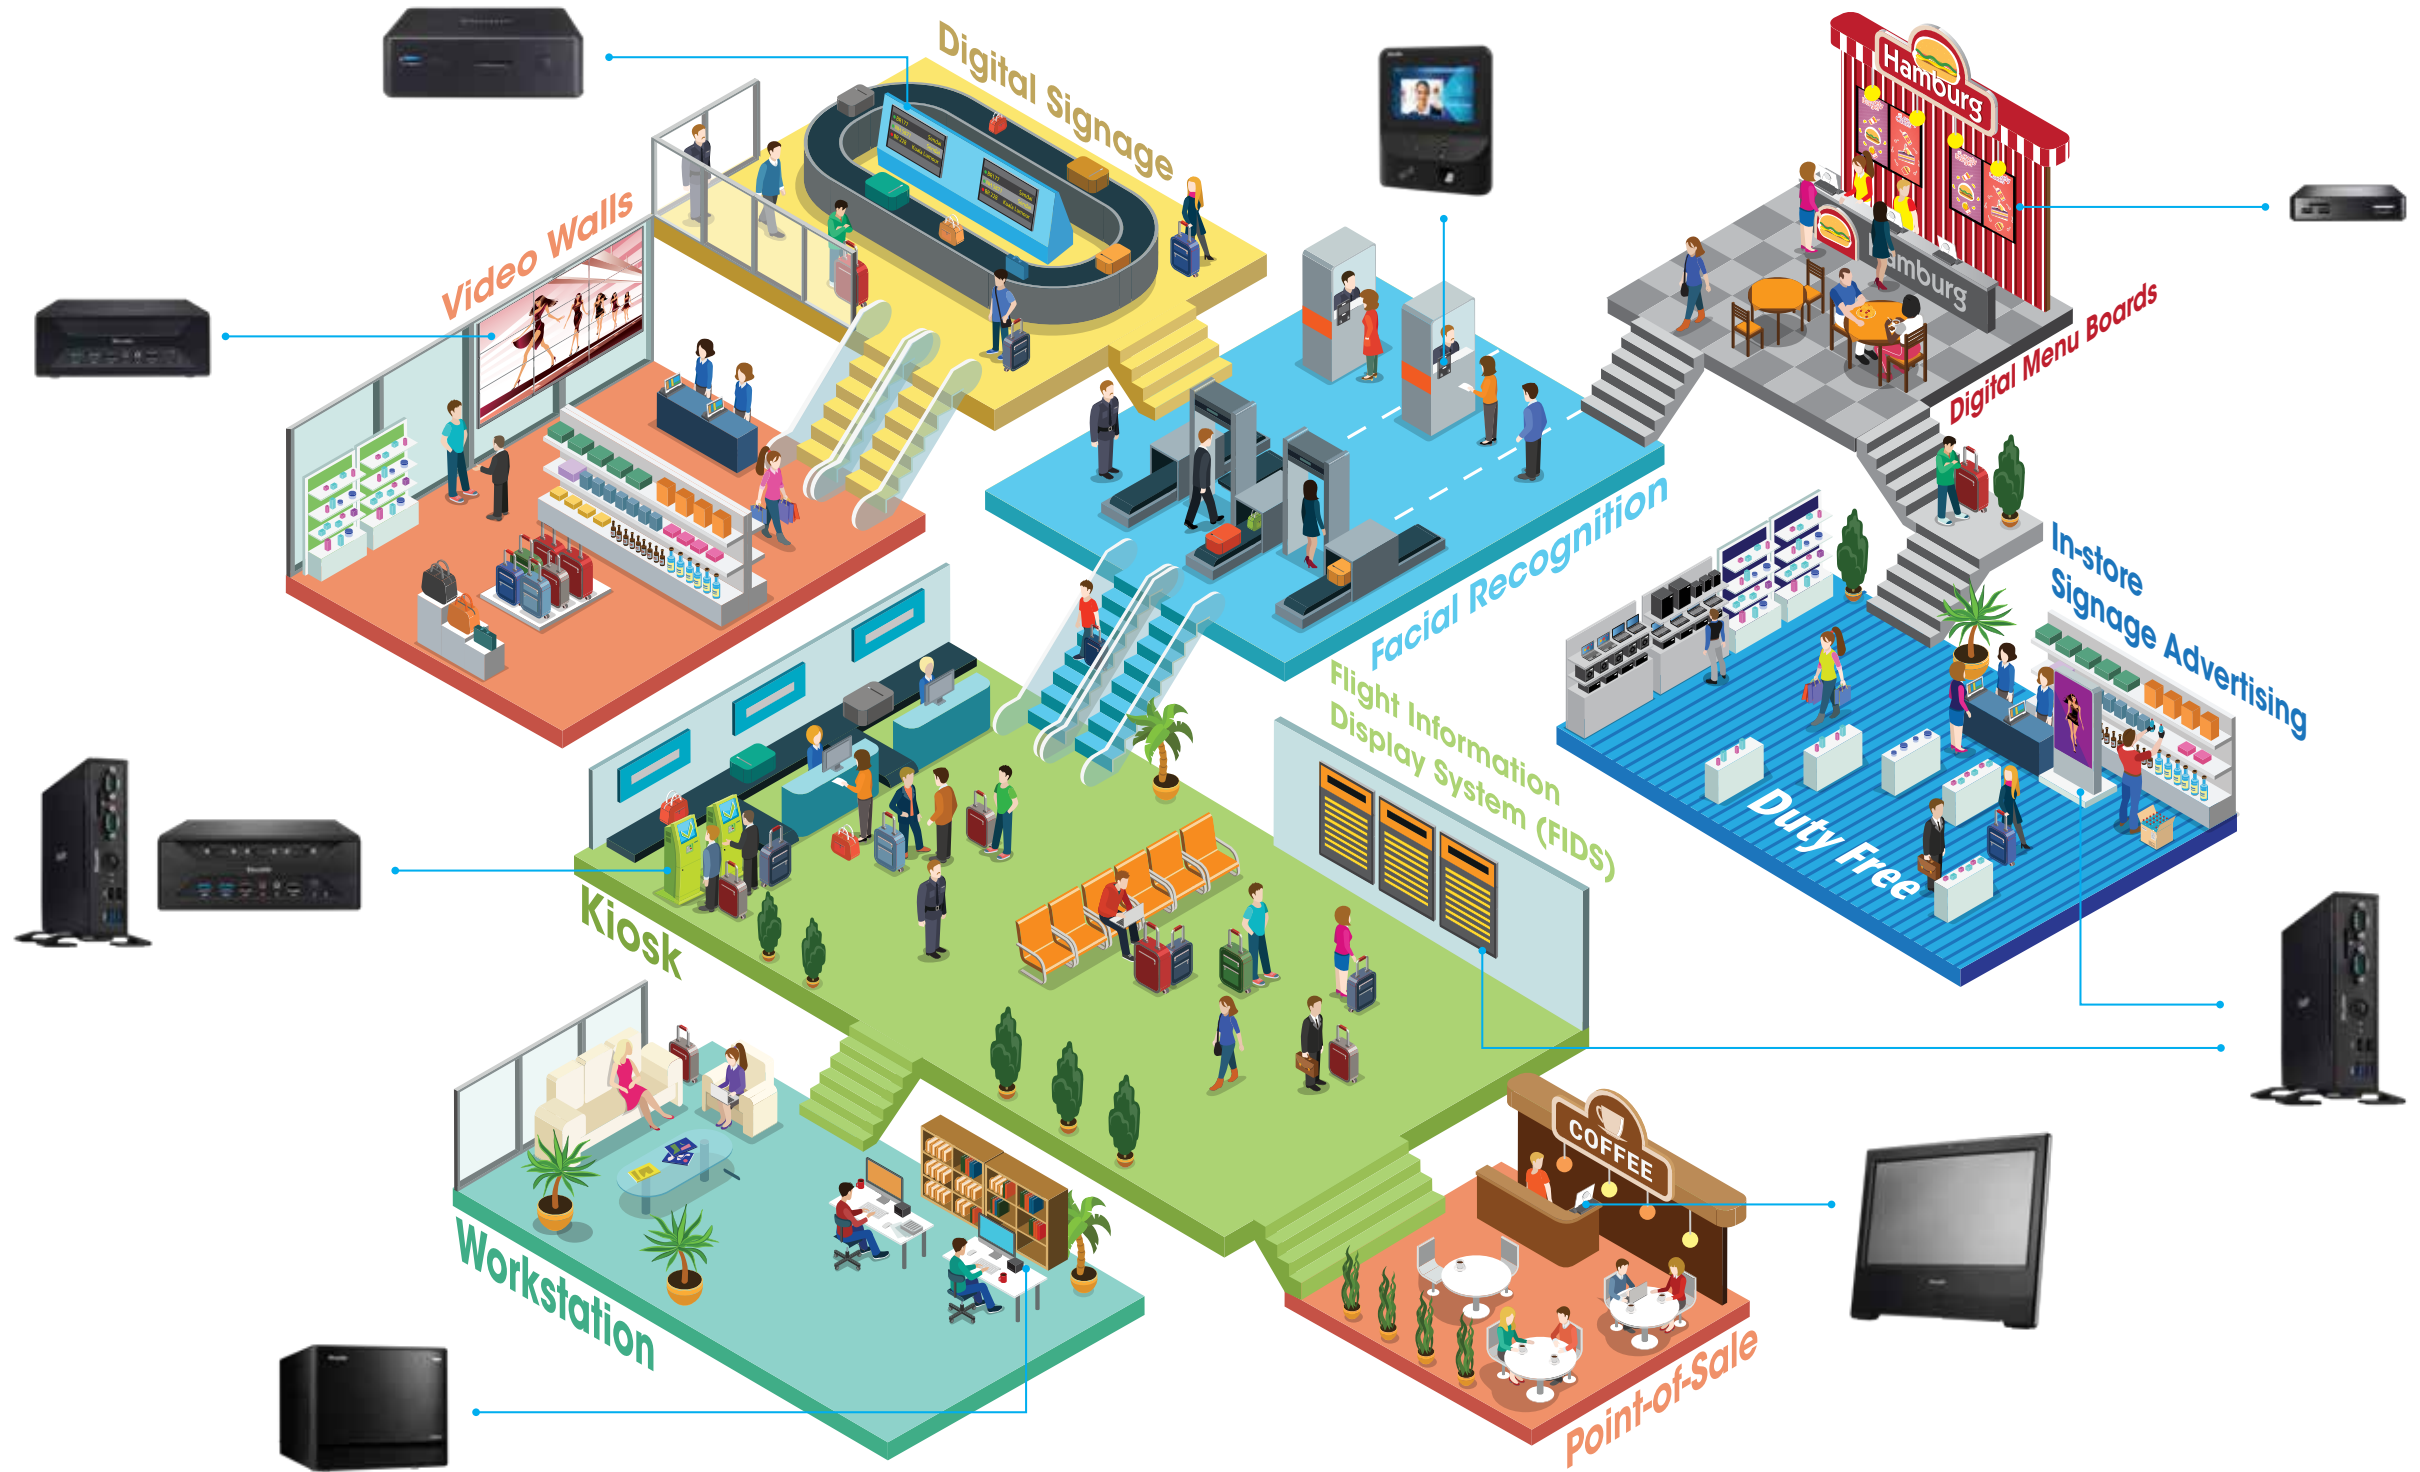 Digital Signage
Video Walls
Hamburg
Hamburg
Digital Menu Boards
Facial Recognition
In-store
Signage Advertising
Flight Information
Display System (FIDS)
Duty Free
Kiosk
Workstation
COFFEE
Point-of-Sale